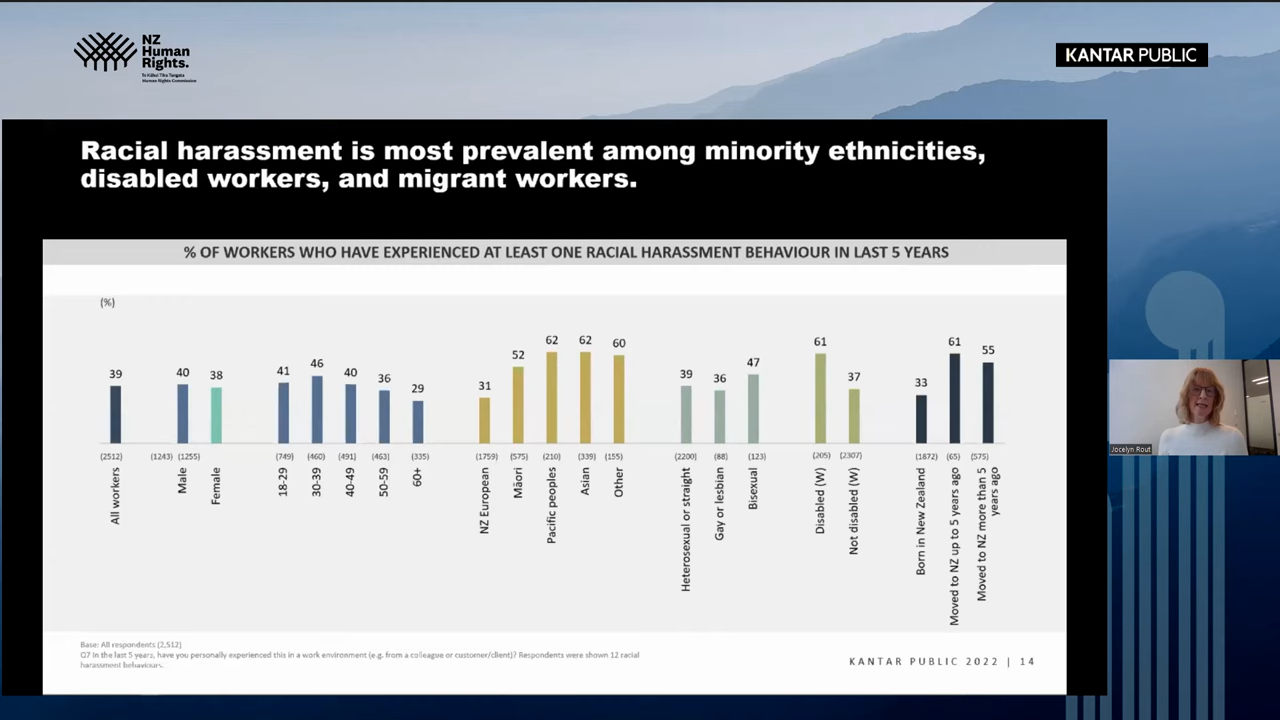 NZ
Human
Rights.
Te Kāhui Tika Tangata
Human Rights Commission
KANTAR PUBLIC
Racial harassment is most prevalent among minority ethnicities,
disabled workers, and migrant workers.
% OF WORKERS WHO HAVE EXPERIENCED AT LEAST ONE RACIAL HARASSMENT BEHAVIOUR IN LAST 5 YEARS
(%)
39
40
38
41
46
40
36
29
31
52
62
62
60
39
36
47
61
37
33
61
55
(2512)
(1243)
(1255)
(749)
(460)
(491)
(463)
(335)
(1759)
(575)
(210)
(339)
(155)
(2200)
(88)
(123)
(205)
(2307)
(1872)
(65)
(575)
All workers
Male
Female
18-29
30-39
40-49
50-59
60+
NZ European
Māori
Pacific peoples
Asian
Other
Heterosexual or straight
Gay or lesbian
Bisexual
Disabled (W)
Not disabled (W)
Born in New Zealand
Moved to NZ up to 5 years ago
Moved to NZ more than 5
years ago
Base: All respondents (2,512)
Q7 In the last 5 years, have you personally experienced this in a work environment (e.g. from a colleague or customer/client)? Respondents were shown 12 racial
harassment behaviours.
KANTAR PUBLIC 2022 | 14
Jocelyn Rout